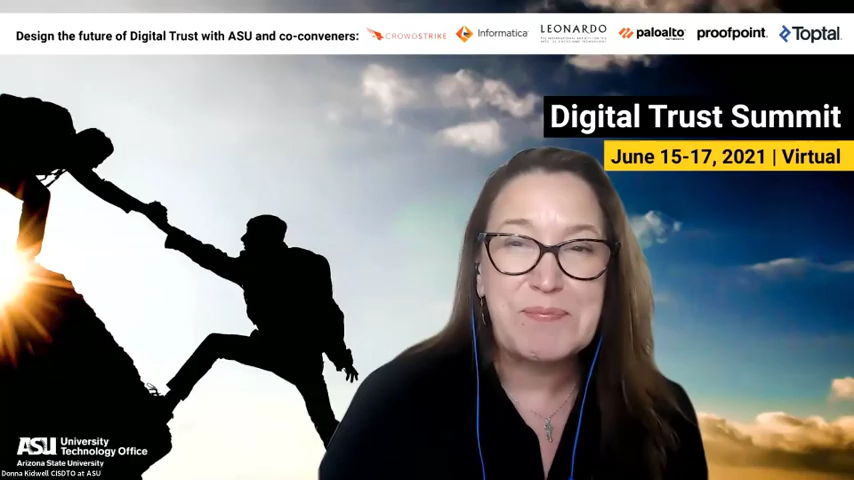 Design the future of Digital Trust with ASU and co-conveners:
CROWDSTRIKE
Informatica
LEONARDO
paloalto
proofpoint.
Toptal.
Digital Trust Summit
June 15-17, 2021 | Virtual
ASU University
Technology Office
Arizona State University
Donna Kidwell CISDTO at ASU